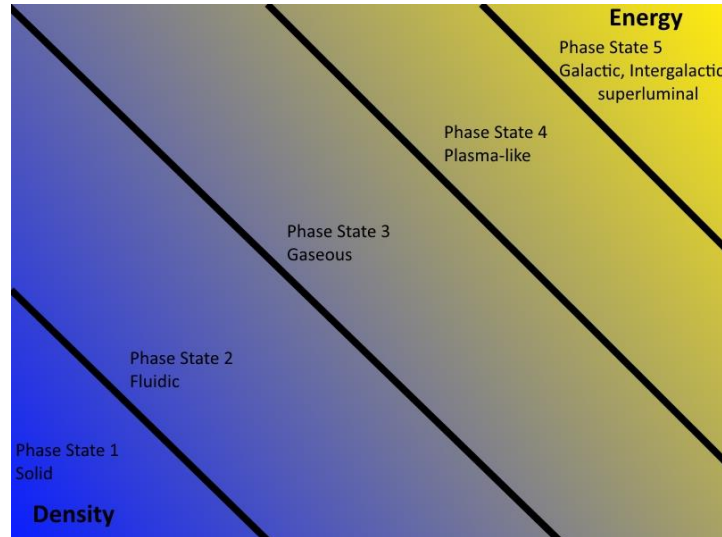 Energy
Phase State 5
Galactic, Intergalactic
superluminal
Phase State 4
Plasma-like
Phase State 3
Gaseous
Phase State 2
Fluidic
Phase State 1
Solid
Density